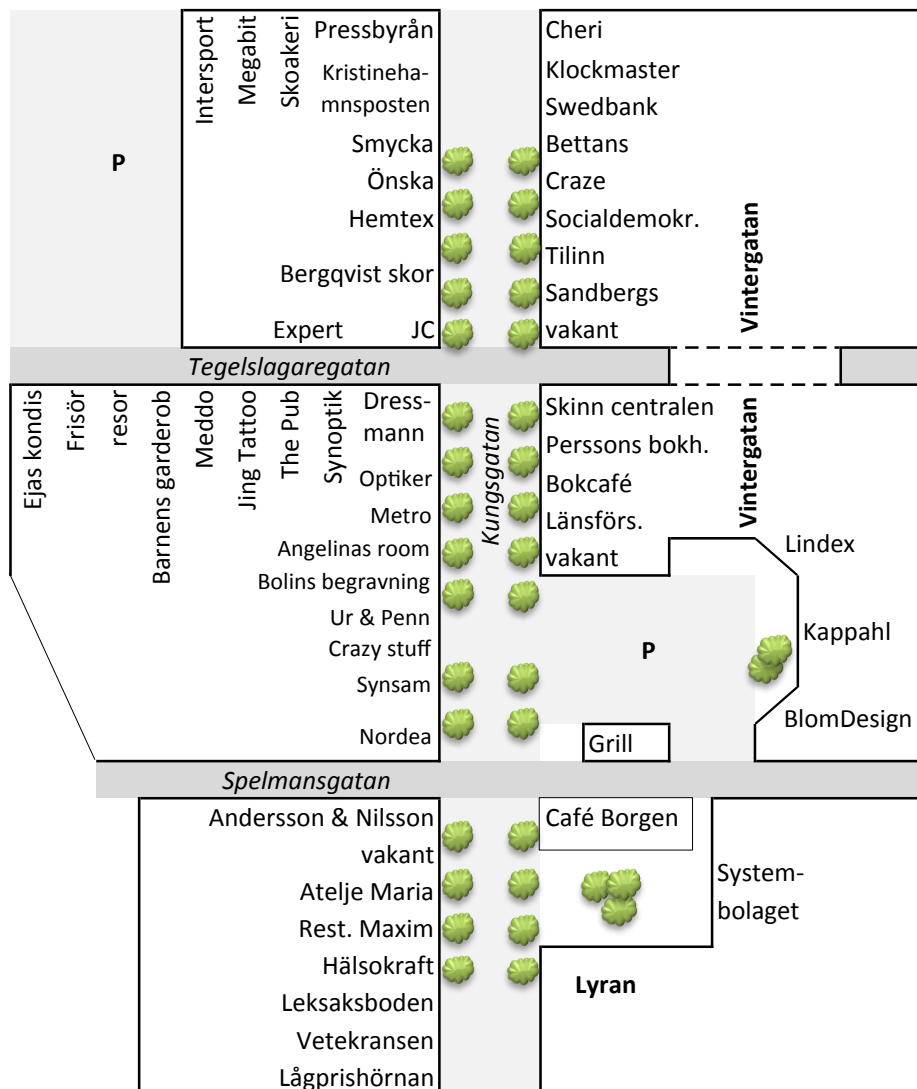 Intersport
Megabit
Skoakeri
Pressbyrån
Kristineha-
mnsposten
Smycka
Önska
Hemtex
Bergqvist skor
Expert
JC
P
Cheri
Klockmaster
Swedbank
Bettans
Craze
Socialdemokr.
Tilinn
Sandbergs
vakant
Vintergatan
Tegelslagaregatan
Ejas kondis
Frisör
resor
Barnens garderob
Meddo
Jing Tattoo
The Pub
Synoptik
Dress-
mann
Optiker
Metro
Angelinas room
Bolins begravning
Ur & Penn
Crazy stuff
Synsam
Nordea
Kungsgatan
Skinn centralen
Perssons bokh.
Bokcafé
Länsförs.
vakant
Vintergatan
Lindex
Kappahl
BlomDesign
P
Grill
Spelmansgatan
Andersson & Nilsson
vakant
Atelje Maria
Rest. Maxim
Hälsokraft
Leksaksboden
Vetekransen
Lågprishörnan
Café Borgen
System-
bolaget
Lyran